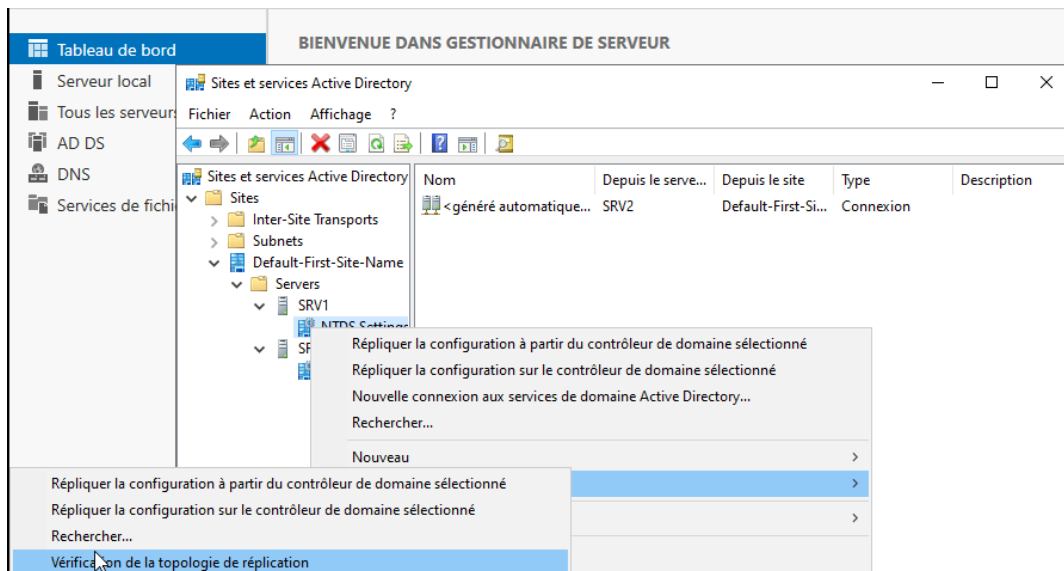 Tableau de bord
BIENVENUE DANS GESTIONNAIRE DE SERVEUR
Serveur local
Tous les serveurs
AD DS
DNS
Services de fichi
Sites et services Active Directory
Fichier Action Affichage ?
Sites et services Active Directory
Sites
Inter-Site Transports
Subnets
Default-First-Site-Name
Servers
SRV1
NTDS Settings
Nom Depuis le serve... Depuis le site Type Description
<généré automatique... SRV2 Default-First-Si... Connexion
Répliquer la configuration à partir du contrôleur de domaine sélectionné
Répliquer la configuration sur le contrôleur de domaine sélectionné
Nouvelle connexion aux services de domaine Active Directory...
Rechercher...
Nouveau
Répliquer la configuration à partir du contrôleur de domaine sélectionné
Répliquer la configuration sur le contrôleur de domaine sélectionné
Rechercher...
Vérification de la topologie de réplication